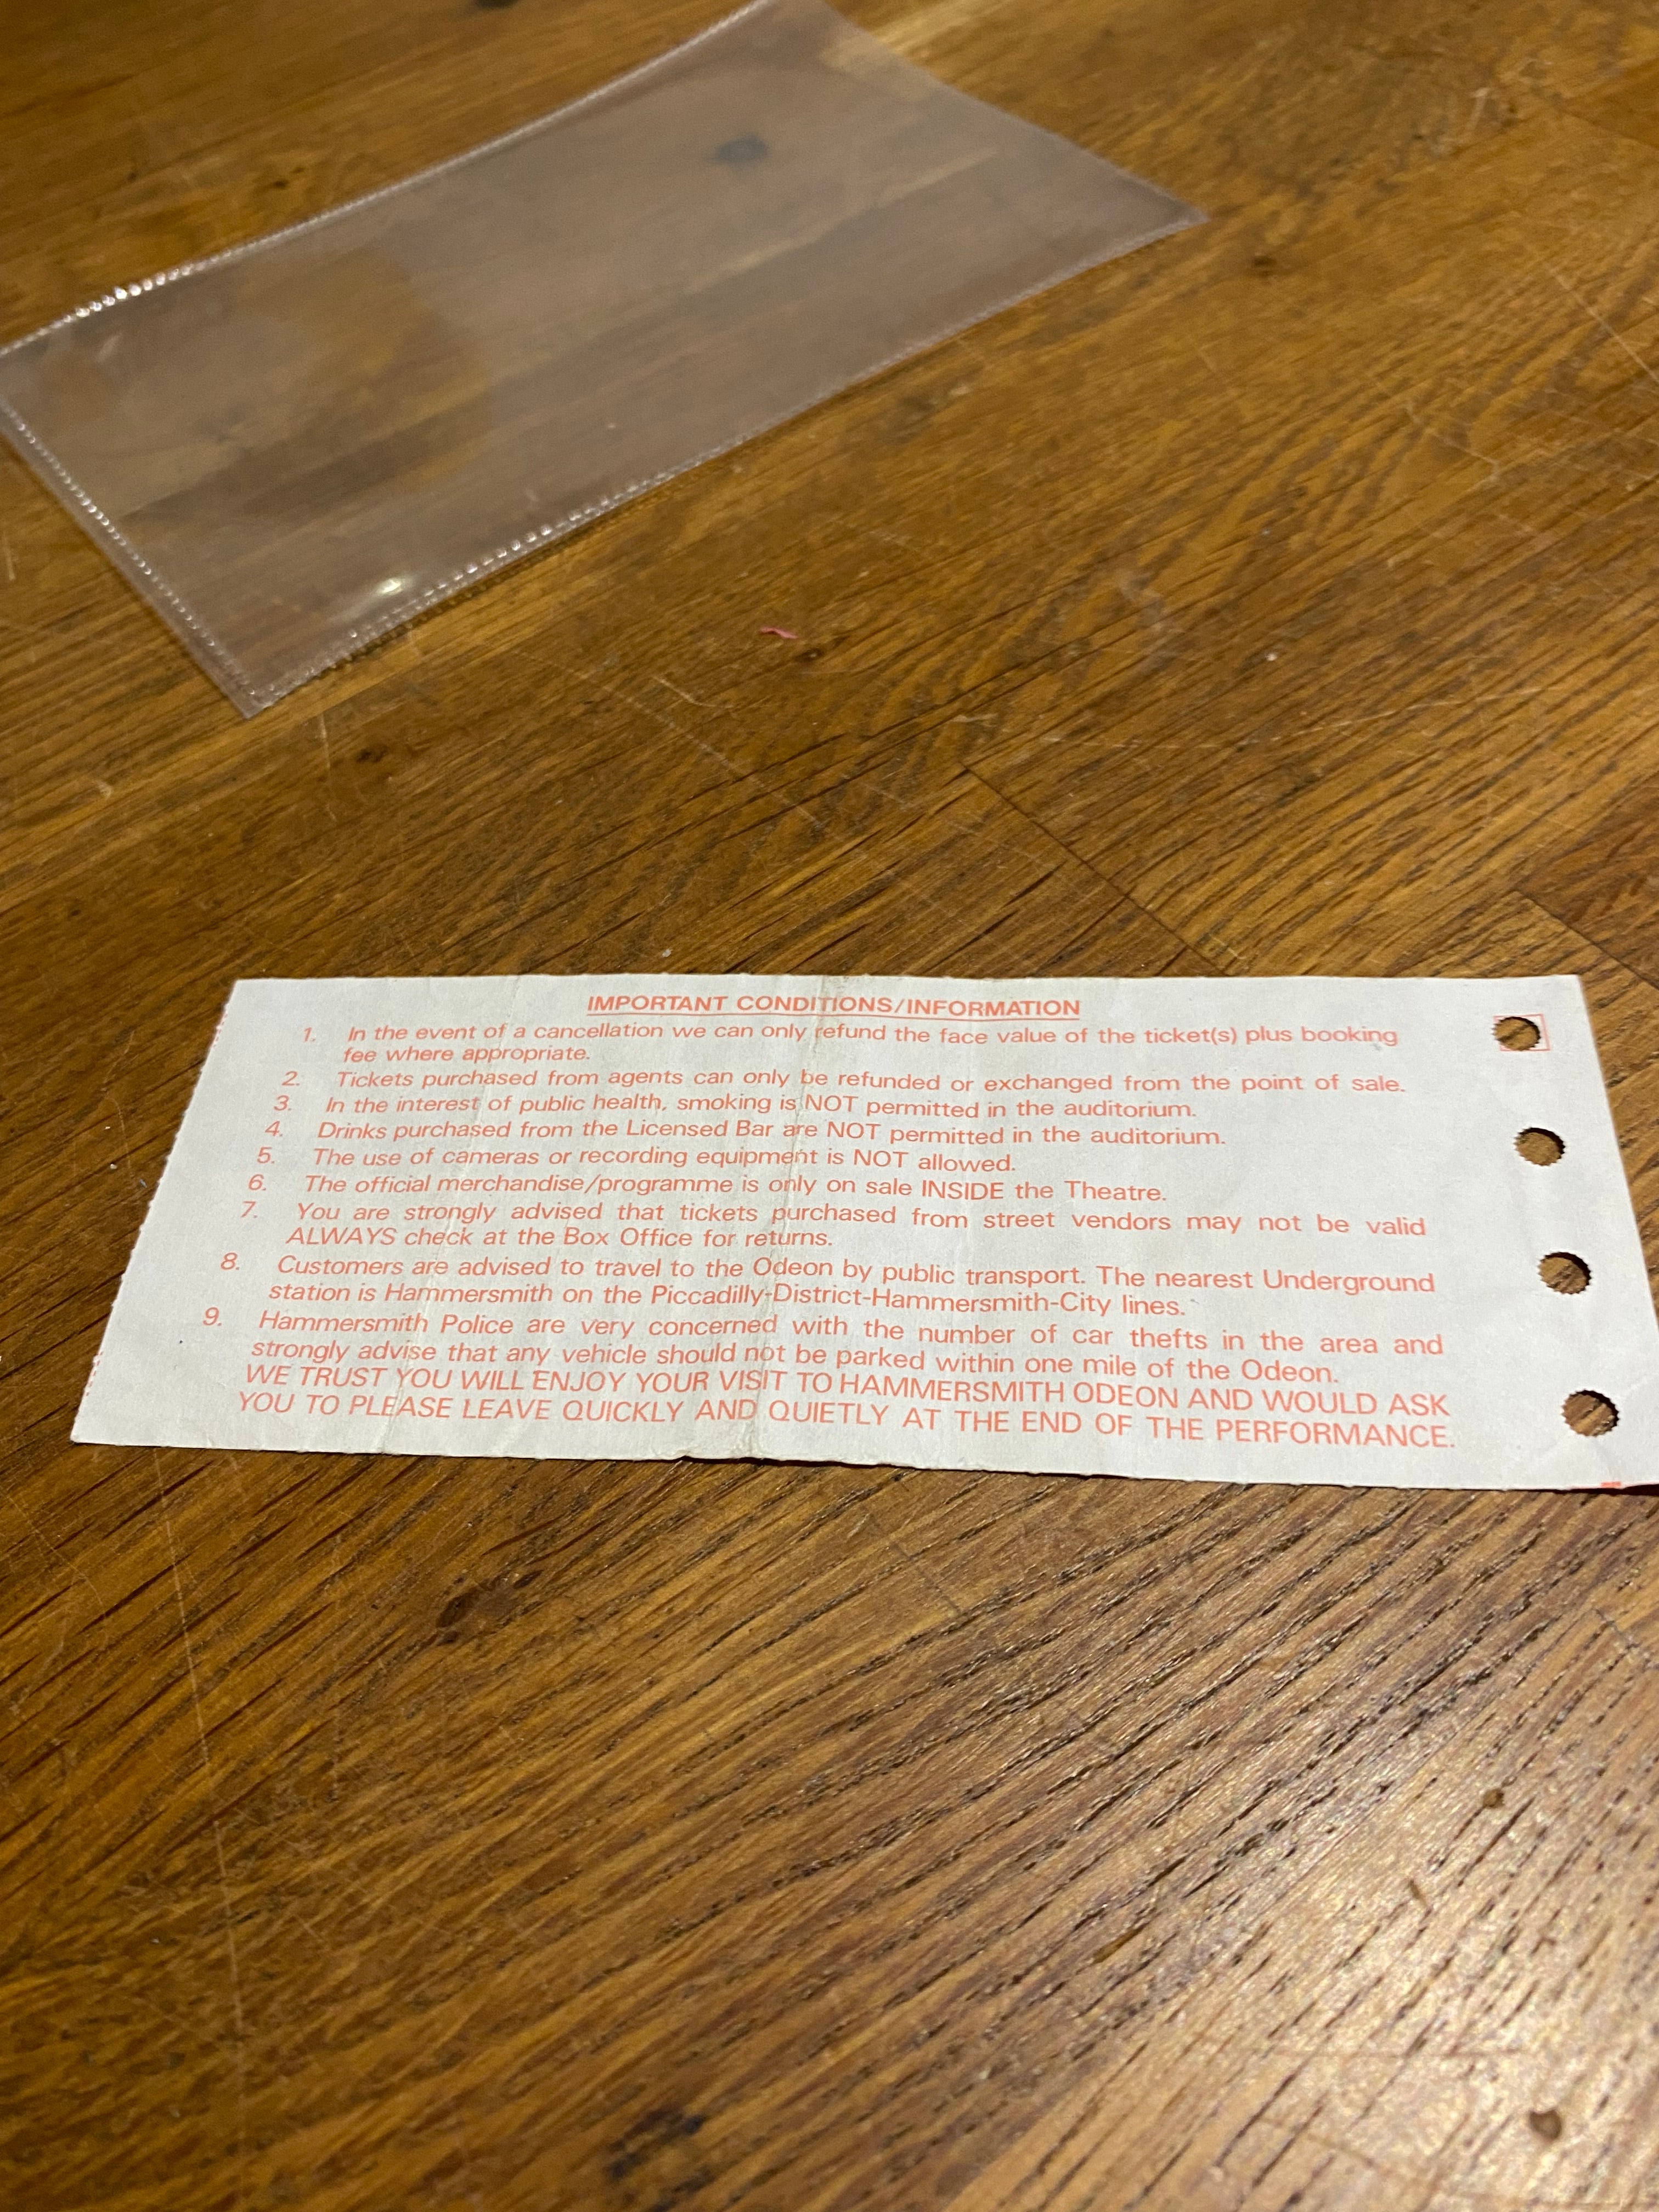 IMPORTANT CONDITIONS/INFORMATION
1. In the event of a cancellation we can only refund the face value of the ticket(s) plus booking
fee where appropriate.
2. Tickets purchased from agents can only be refunded or exchanged from the point of sale.
3. In the interest of public health, smoking is NOT permitted in the auditorium.
4. Drinks purchased from the Licensed Bar are NOT permitted in the auditorium.
5. The use of cameras or recording equipment is NOT allowed.
6. The official merchandise/programme is only on sale INSIDE the Theatre.
7. You are strongly advised that tickets purchased from street vendors may not be valid
ALWAYS check at the Box Office for returns.
8. Customers are advised to travel to the Odeon by public transport. The nearest Underground
station is Hammersmith on the Piccadilly-District-Hammersmith-City lines.
9. Hammersmith Police are very concerned with the number of car thefts in the area and
strongly advise that any vehicle should not be parked within one mile of the Odeon.
WE TRUST YOU WILL ENJOY YOUR VISIT TO HAMMERSMITH ODEON AND WOULD ASK
YOU TO PLEASE LEAVE QUICKLY AND QUIETLY AT THE END OF THE PERFORMANCE.